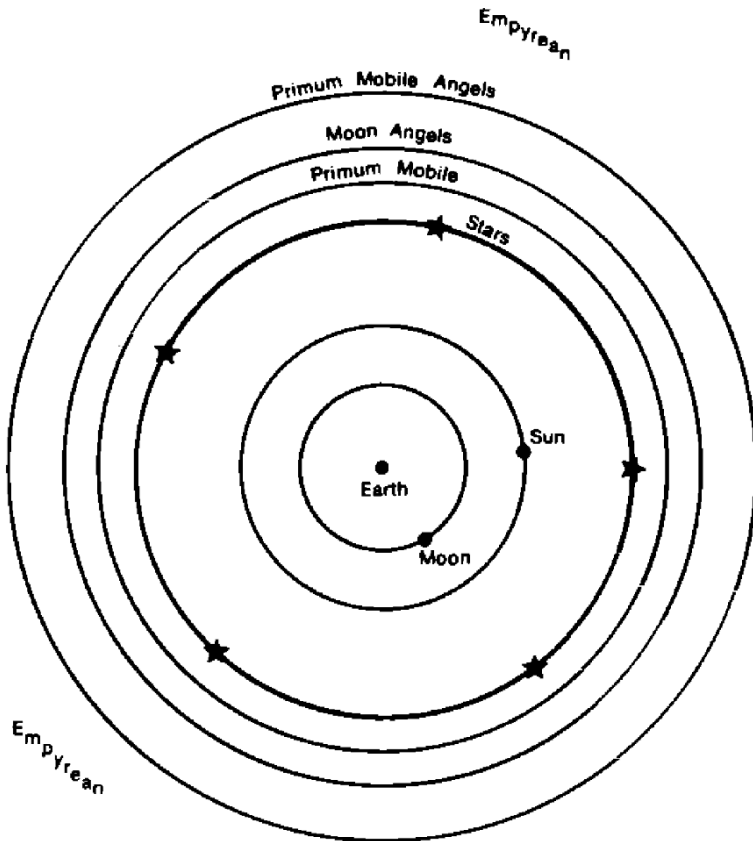 Empyrean
Primum Mobile Angels
Moon Angels
Primum Mobile
Stars
Sun
Earth
Moon
Empyrean